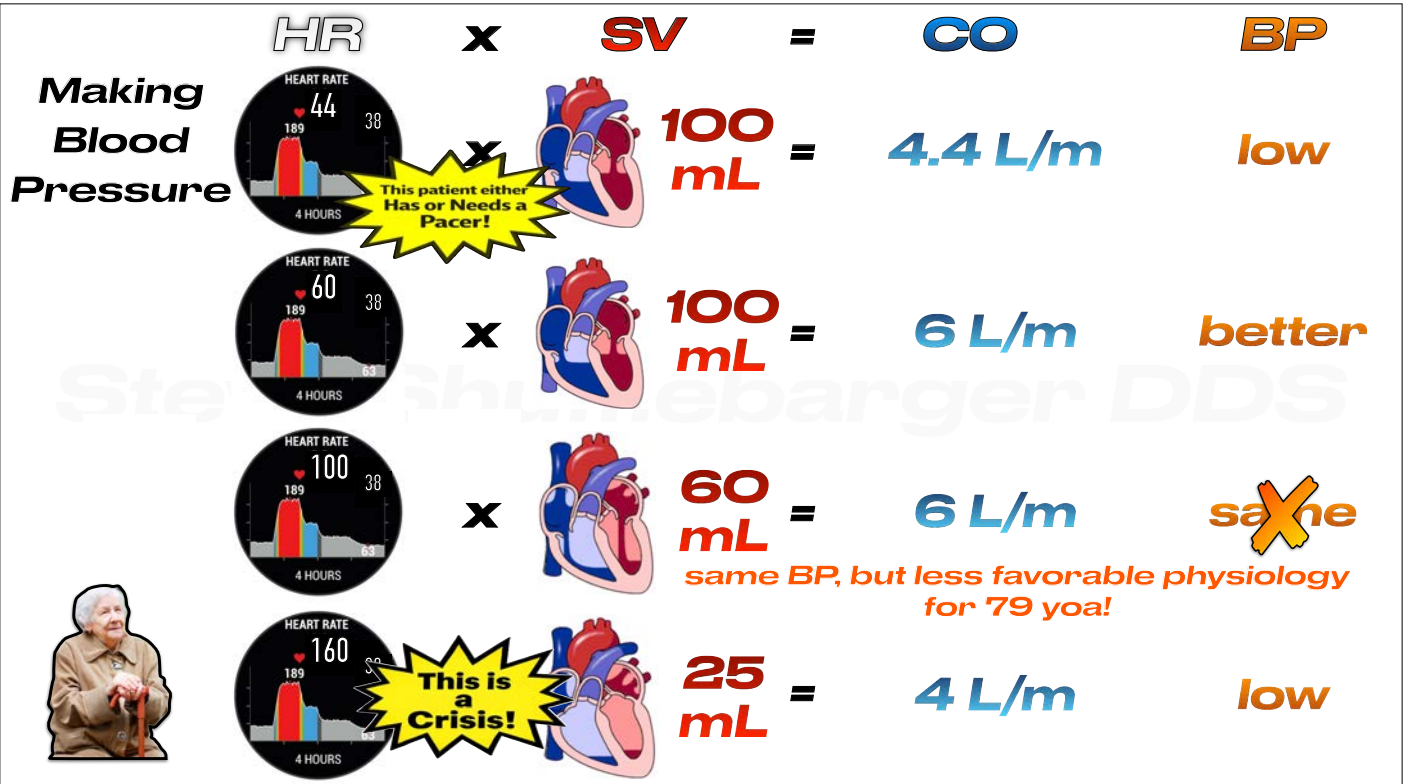 HR x SV = CO BP
Making
Blood
Pressure
HEART RATE
44
189
38
4 HOURS
x
This patient either
Has or Needs a
Pacer!
100
mL
=
4.4 L/m
low
HEART RATE
60
189
38
63
4 HOURS
x
100
mL
=
6 L/m
better
DDS
HEART RATE
100
189
38
63
4 HOURS
x
60
mL
=
6 L/m
same
same BP, but less favorable physiology
for 79 yoa!
HEART RATE
160
189
63
4 HOURS
This is
a
Crisis!
25
mL
=
4 L/m
low